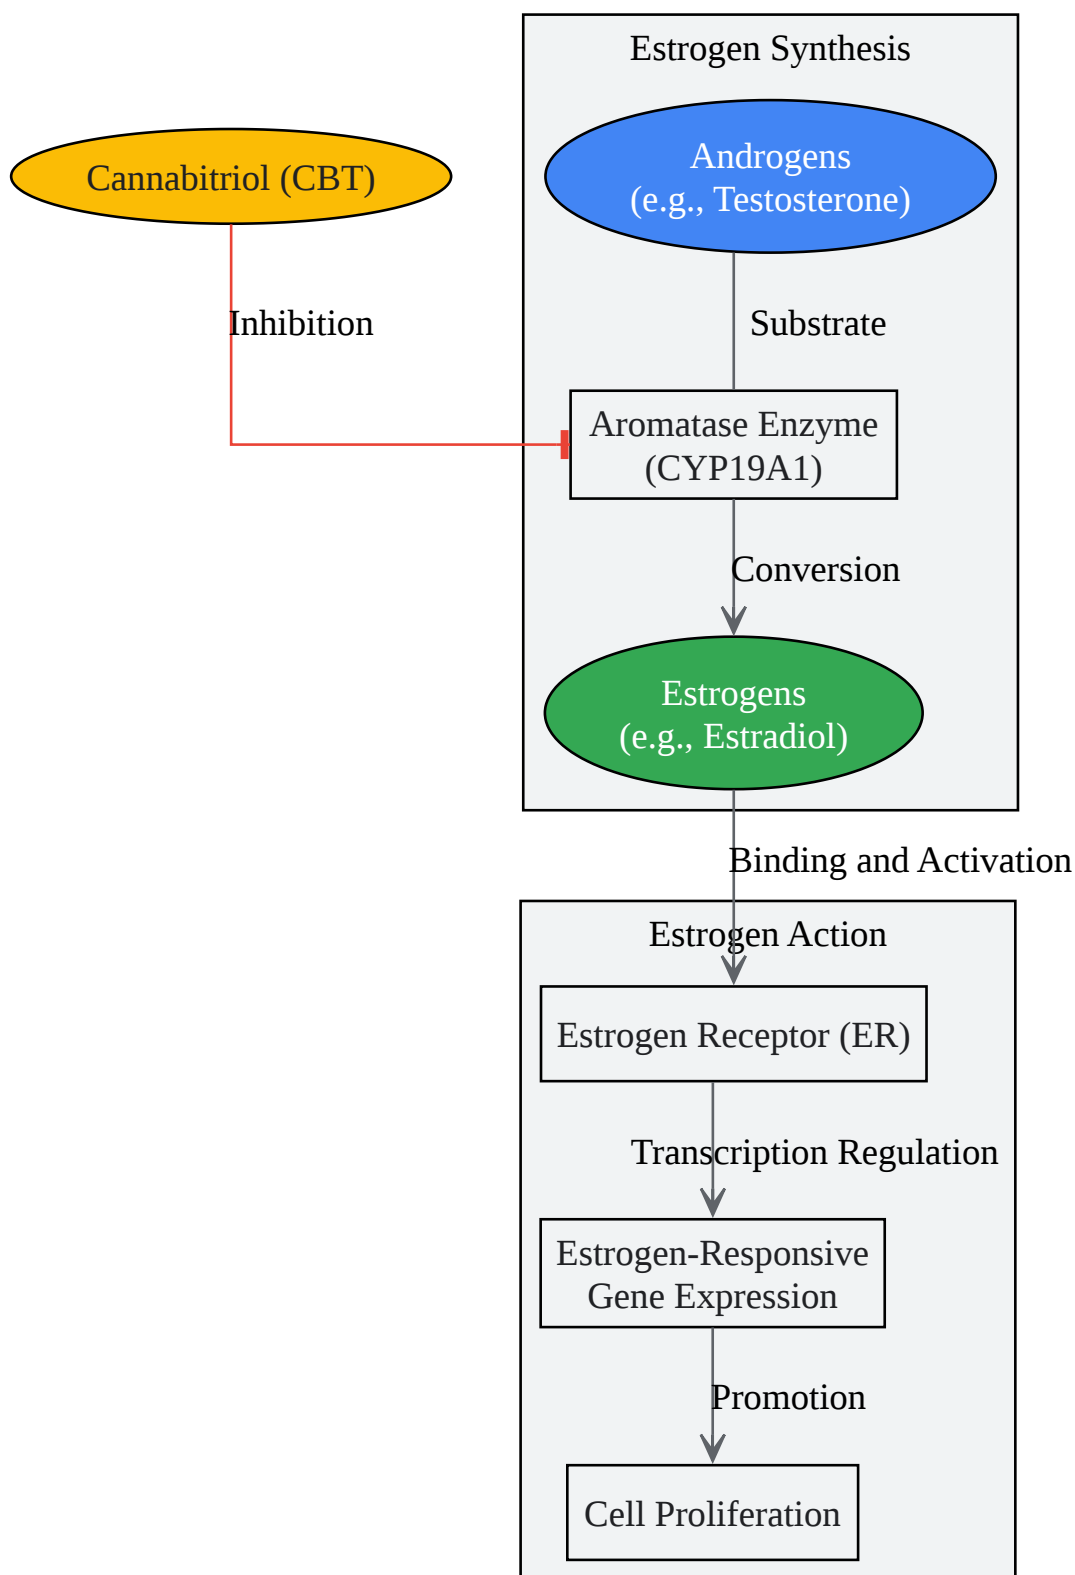 Estrogen Synthesis
Cannabitriol (CBT)
Androgens
(e.g., Testosterone)
Inhibition
Substrate
Aromatase Enzyme
(CYP19A1)
Conversion
Estrogens
(e.g., Estradiol)
Binding and Activation
Estrogen Action
Estrogen Receptor (ER)
Transcription Regulation
Estrogen-Responsive
Gene Expression
Promotion
Cell Proliferation